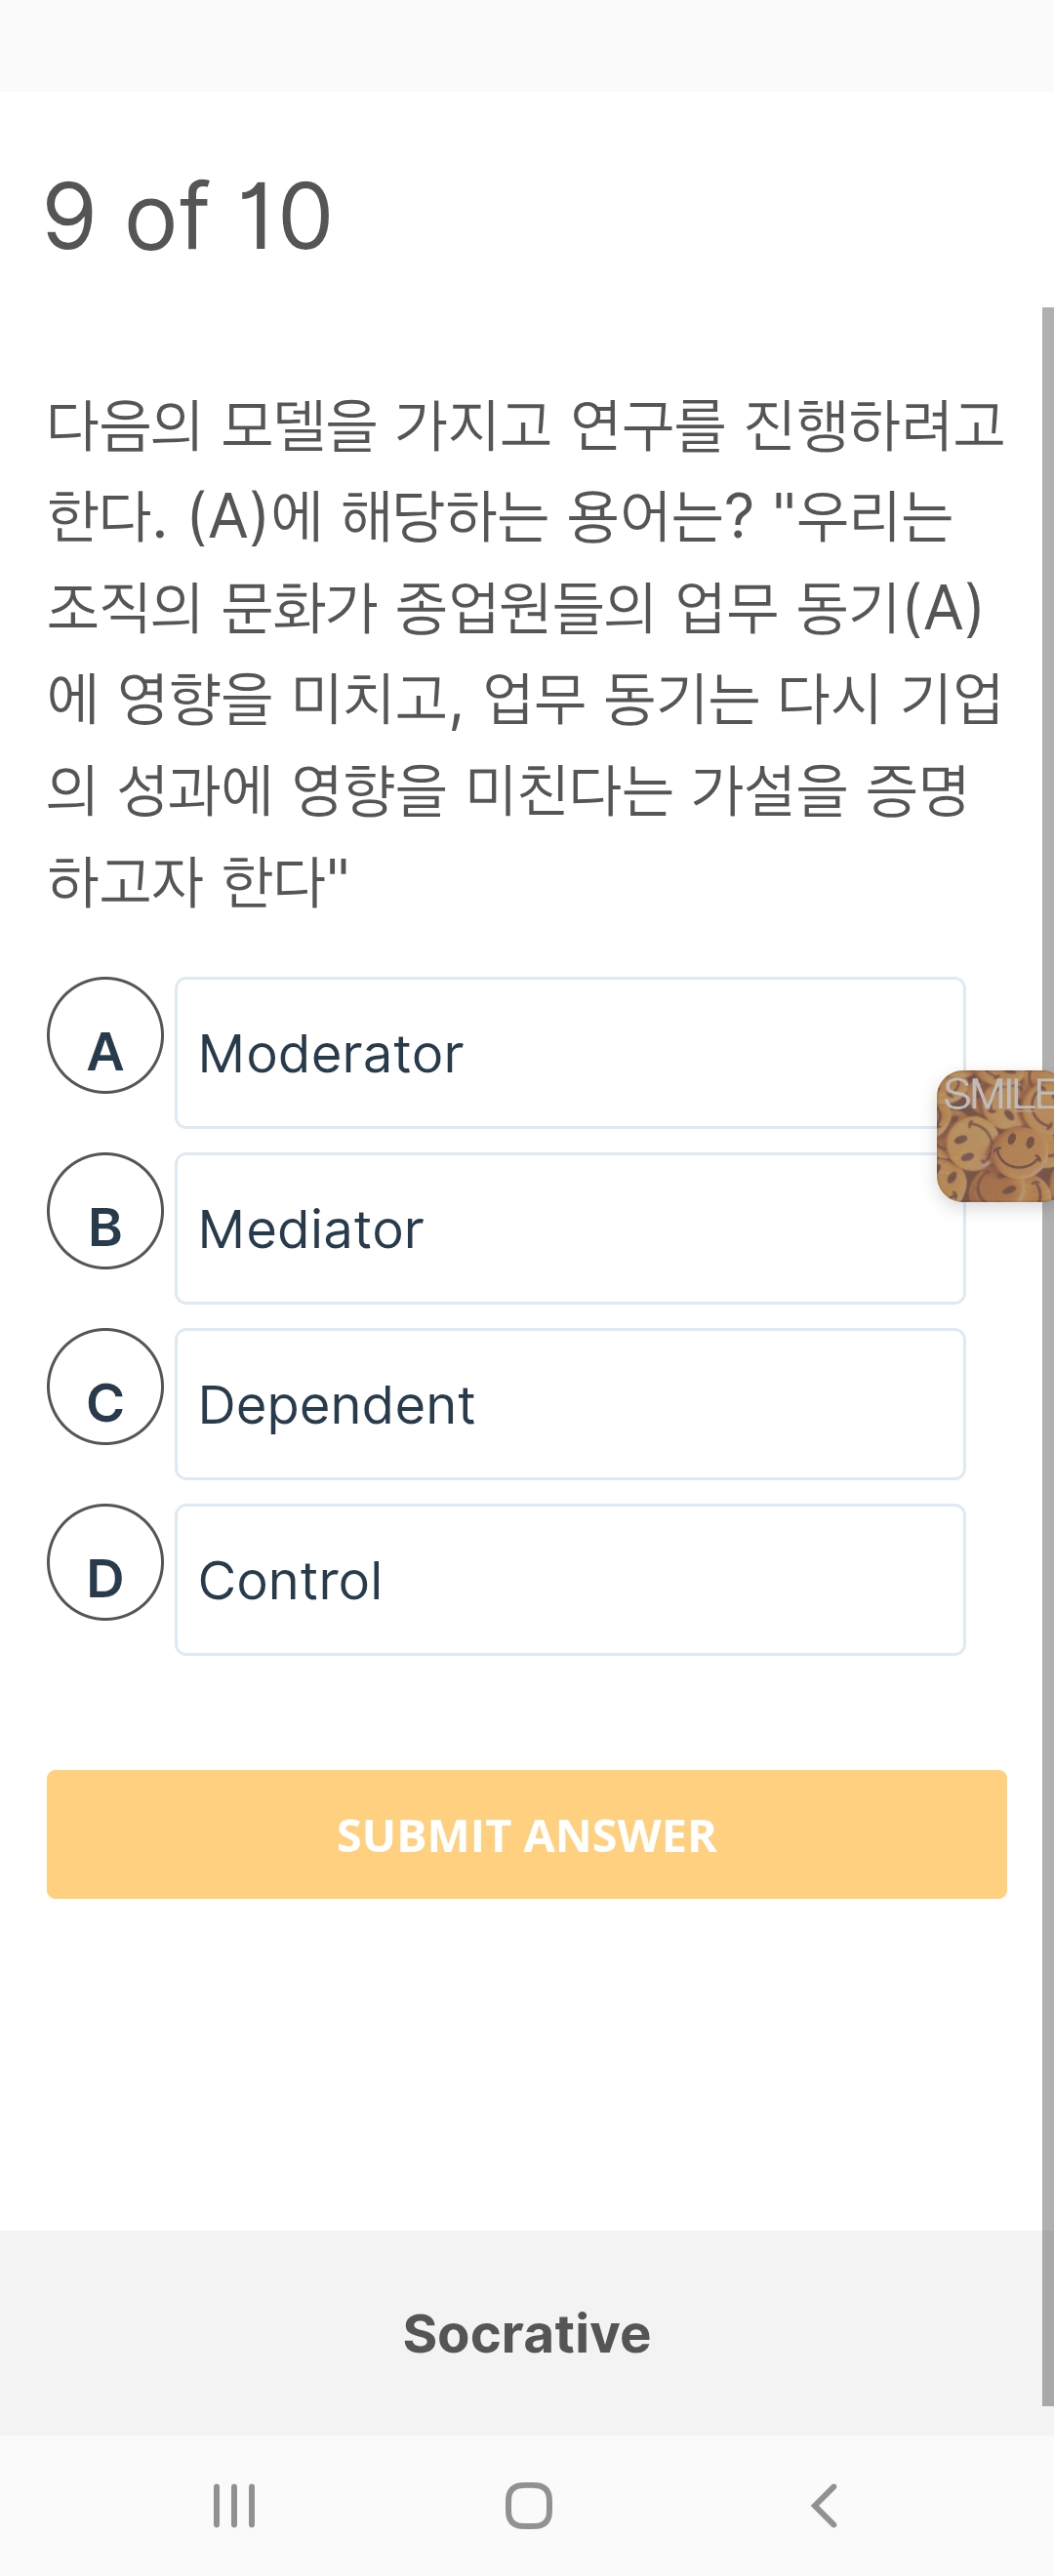 9 of 10
다음의 모델을 가지고 연구를 진행하려고
한다. (A)에 해당하는 용어는? "우리는
조직의 문화가 종업원들의 업무 동기(A)
에 영향을 미치고, 업무 동기는 다시 기업
의 성과에 영향을 미친다는 가설을 증명
하고자 한다"
A Moderator
SMILE
B Mediator
C Dependent
D Control
SUBMIT ANSWER
Socrative